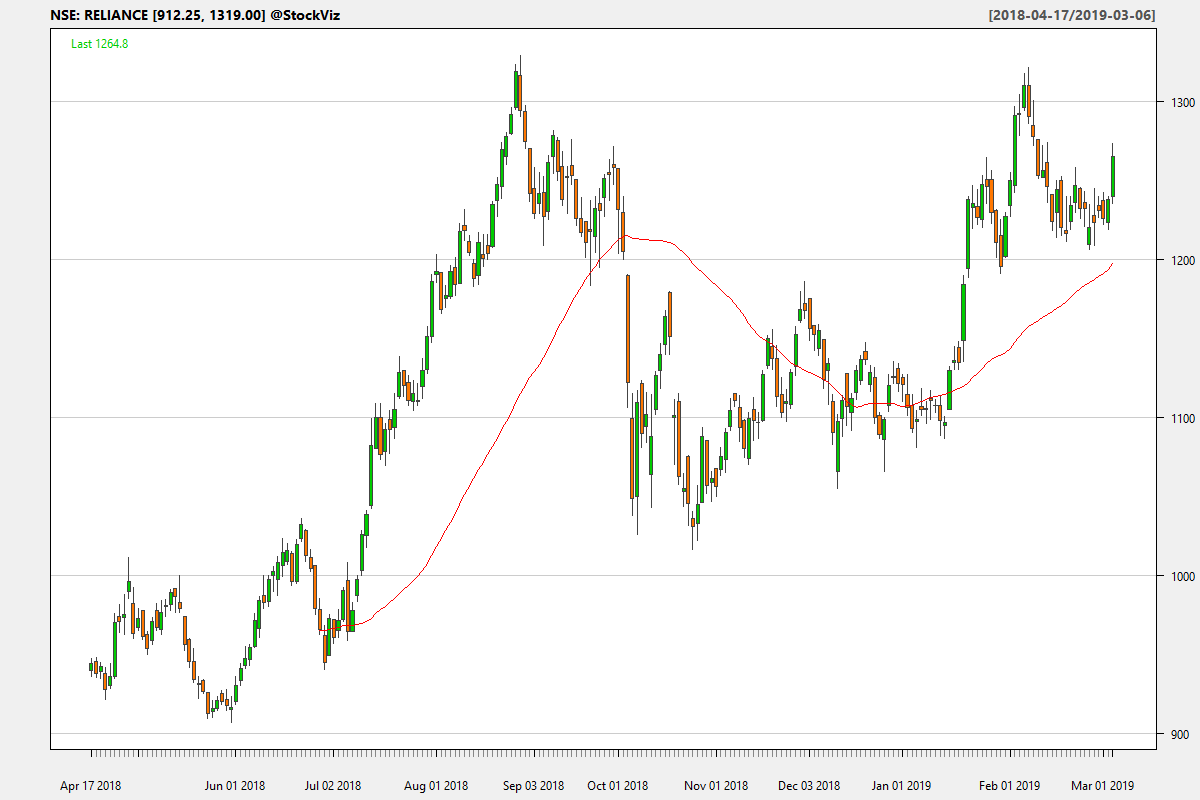 NSE: RELIANCE [912.25, 1319.00] @StockViz
[2018-04-17/2019-03-06]
Last 1264.8
1300
1200
1100
1000
900
Apr 17 2018 Jun 01 2018 Jul 02 2018 Aug 01 2018 Sep 03 2018 Oct 01 2018 Nov 01 2018 Dec 03 2018 Jan 01 2019 Feb 01 2019 Mar 01 2019